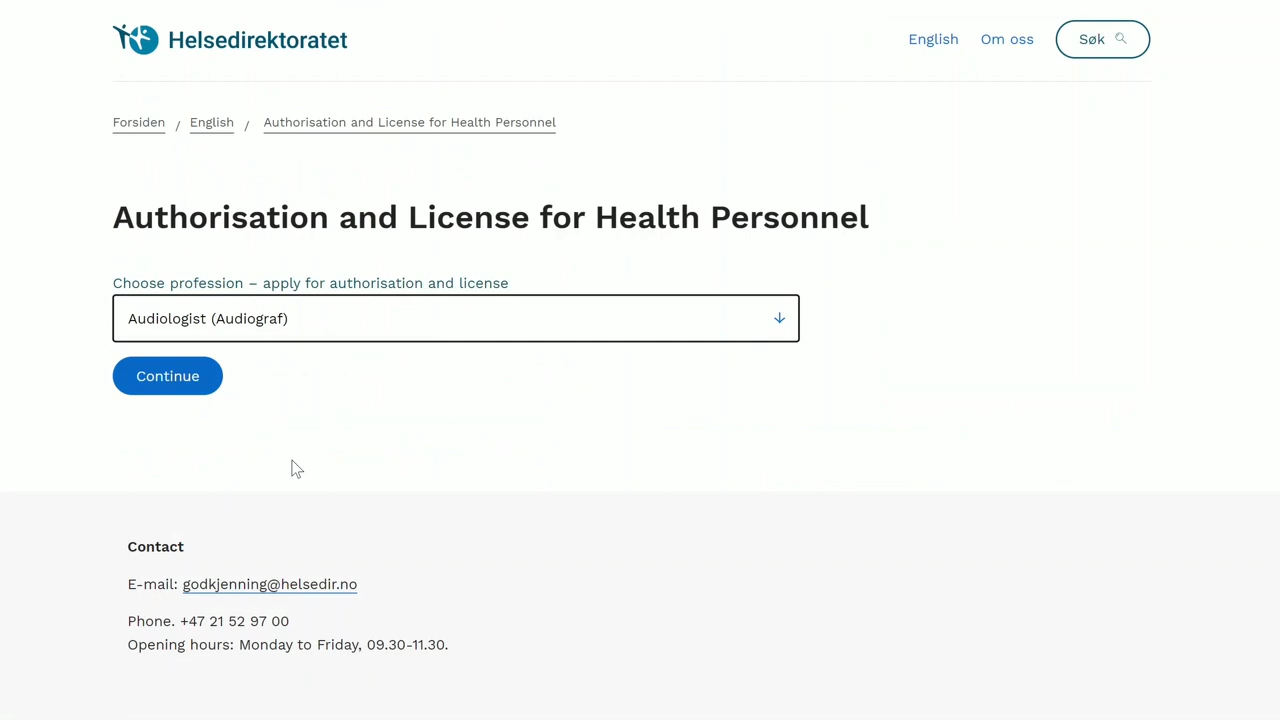 Helsedirektoratet
English Om oss Søk
Forsiden / English / Authorisation and License for Health Personnel
Authorisation and License for Health Personnel
Choose profession – apply for authorisation and license
Audiologist (Audiograf)
Continue
Contact
E-mail: godkjenning@helsedir.no
Phone. +47 21 52 97 00
Opening hours: Monday to Friday, 09.30-11.30.